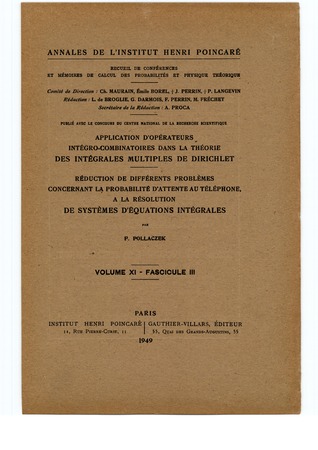 ANNALES DE L'INSTITUT HENRI POINCARÉ
RECUEIL DE CONFÉRENCES
ET MÉMOIRES DE CALCUL DES PROBABILITÉS ET PHYSIQUE THÉORIQUE
Comité de Direction : Ch. MAURAIN, Émile BOREL, † J. PERRIN, † P. LANGEVIN
Rédaction : L. de BROGLIE, G. DARMOIS, F. PERRIN, M. FRÉCHET
Secrétaire de la Rédaction : A. PROCA
PUBLIÉ AVEC LE CONCOURS DU CENTRE NATIONAL DE LA RECHERCHE SCIENTIFIQUE
APPLICATION D'OPÉRATEURS
INTÉGRO-COMBINATOIRES DANS LA THÉORIE
DES INTÉGRALES MULTIPLES DE DIRICHLET
RÉDUCTION DE DIFFÉRENTS PROBLÈMES
CONCERNANT LA PROBABILITÉ D'ATTENTE AU TÉLÉPHONE,
A LA RÉSOLUTION
DE SYSTÈMES D'ÉQUATIONS INTÉGRALES
PAR
F. POLLACZEK
VOLUME XI - FASCICULE III
PARIS
INSTITUT HENRI POINCARÉ
11, RUE PIERRE-CURIE, 11
GAUTHIER-VILLARS, ÉDITEUR
55, QUAI DES GRANDS-AUGUSTINS, 55
1949